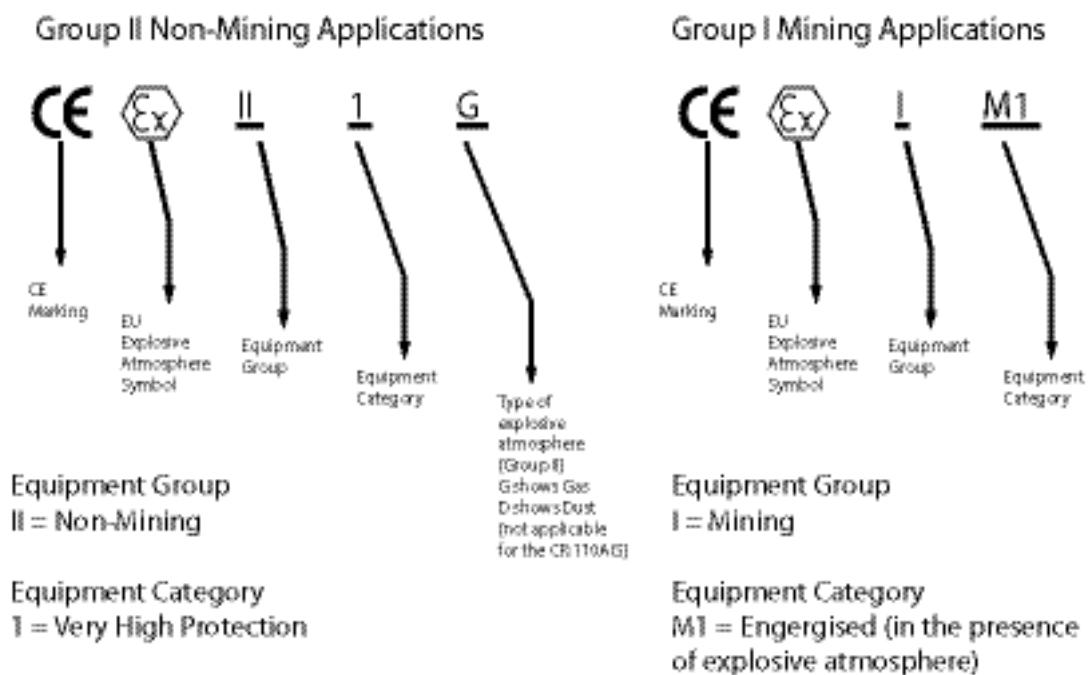 Group II Non-Mining Applications
CE Ex II 1 G
CE
Marking
EU
Explosive
Atmosphere
Symbol
Equipment
Group
Equipment
Category
Type of
explosive
atmosphere
[Group II]
G shows Gas
D shows Dust
[not applicable
for the CR110AIG]
Equipment Group
II = Non-Mining
Equipment Category
1 = Very High Protection
Group I Mining Applications
CE Ex I M1
CE
Marking
EU
Explosive
Atmosphere
Symbol
Equipment
Group
Equipment
Category
Equipment Group
I = Mining
Equipment Category
M1 = Engergised (in the presence
of explosive atmosphere)